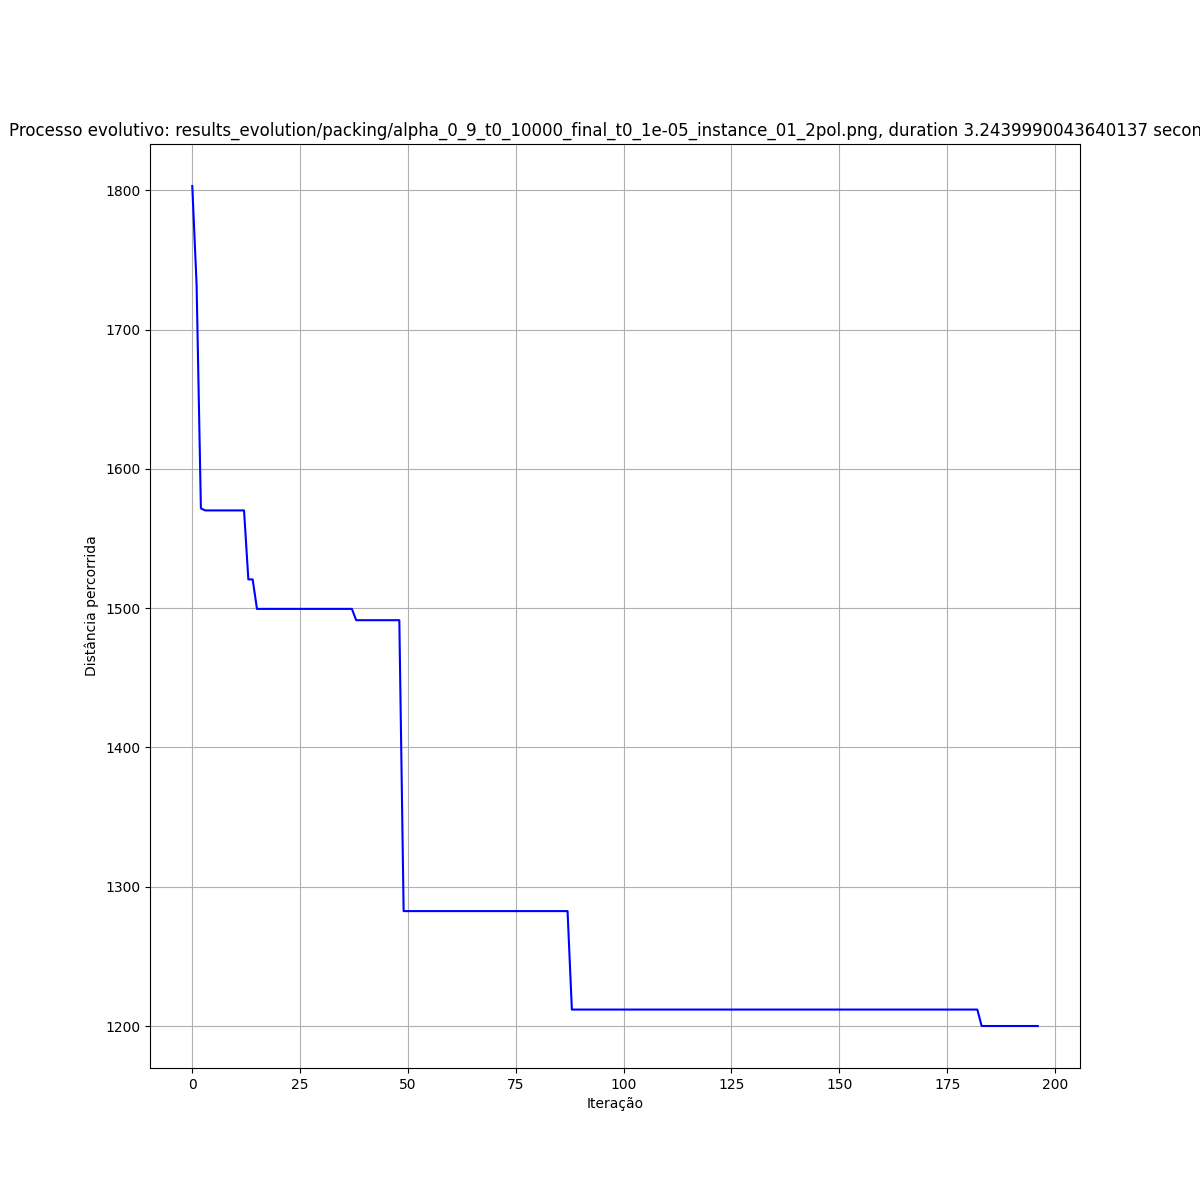 Processo evolutivo: results_evolution/packing/alpha_0_9_t0_10000_final_t0_1e-05_instance_01_2pol.png, duration 3.2439990043640137 secon
1800
1700
1600
1500
1400
1300
1200
Distância percorrida
0 25 50 75 100 125 150 175 200
Iteração